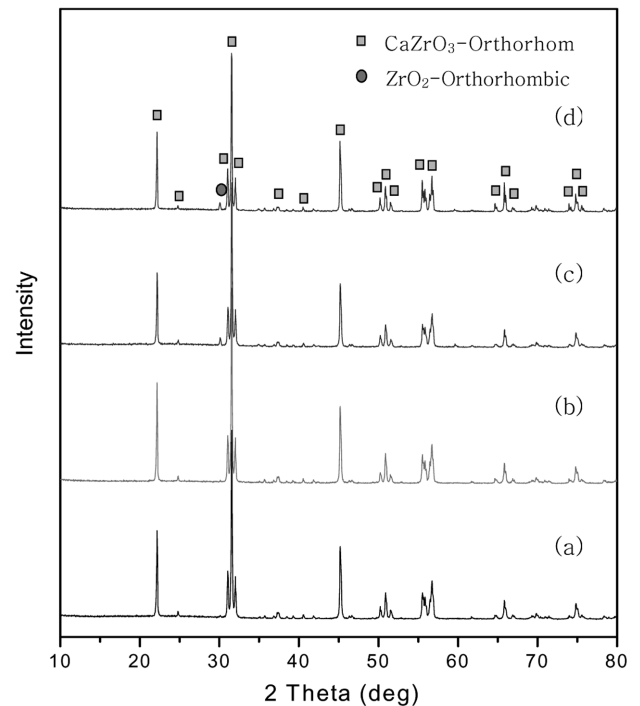 CaZrO3-Orthorhom
ZrO2-Orthorhombic
(d)
(c)
(b)
(a)
Intensity
10 20 30 40 50 60 70 80
2 Theta (deg)